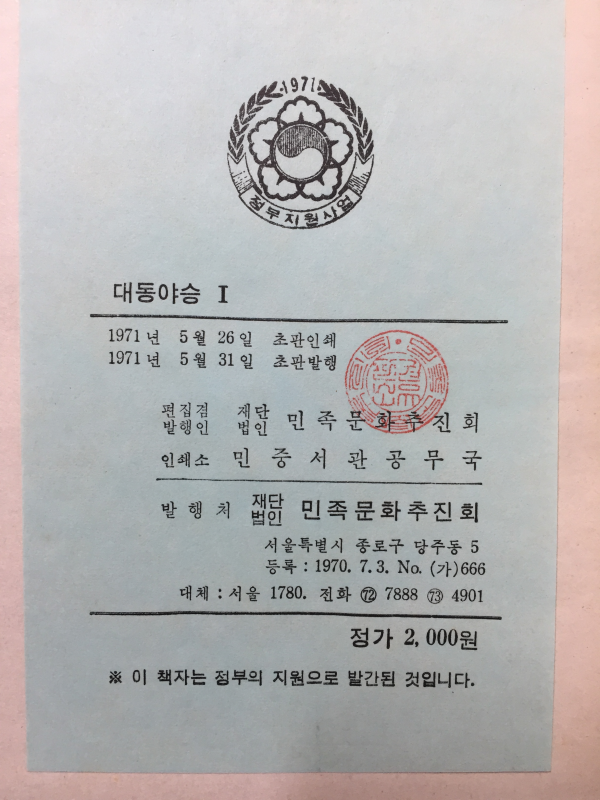 1971
정부지원사업
대동야승 I
1971년 5월 26일 초판인쇄
1971년 5월 31일 초판발행
편집겸 발행인 재단법인 민족문화추진회
인쇄소 민중서관공무국
발행처 재단법인 민족문화추진회
서울특별시 종로구 당주동 5
등록 : 1970. 7. 3. No. (가)666
대체 : 서울 1780. 전화 ㉒ 7888 ㉓ 4901
정가 2,000원
※ 이 책자는 정부의 지원으로 발간된 것입니다.